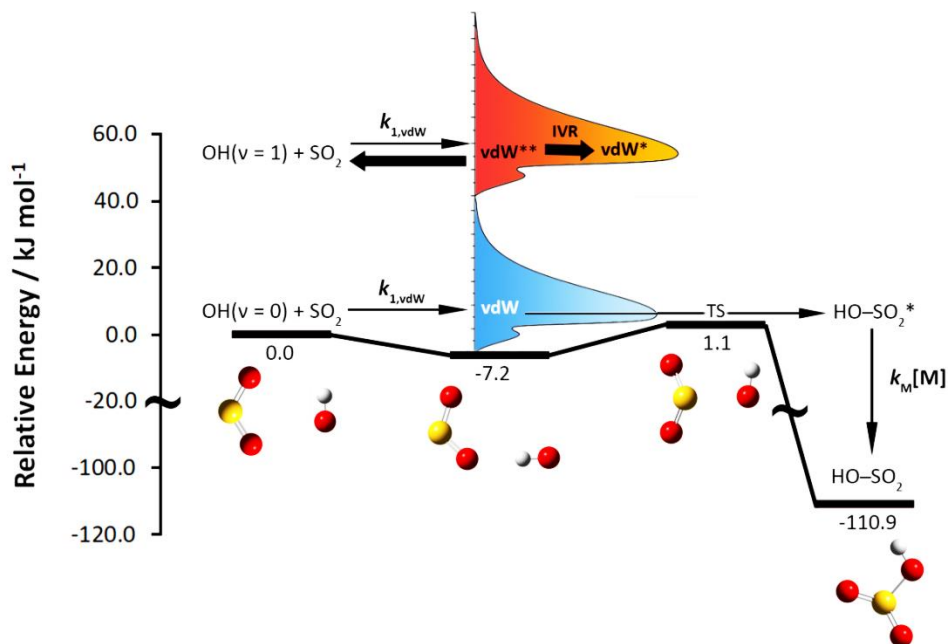 Relative Energy / kJ mol⁻¹
60.0
40.0
20.0
0.0
-20.0
-100.0
-120.0
OH(ν = 1) + SO₂
k₁,vdW
vdW**
IVR
vdW*
OH(ν = 0) + SO₂
k₁,vdW
vdW
TS
HO–SO₂*
0.0
-7.2
1.1
k_M[M]
HO–SO₂
-110.9